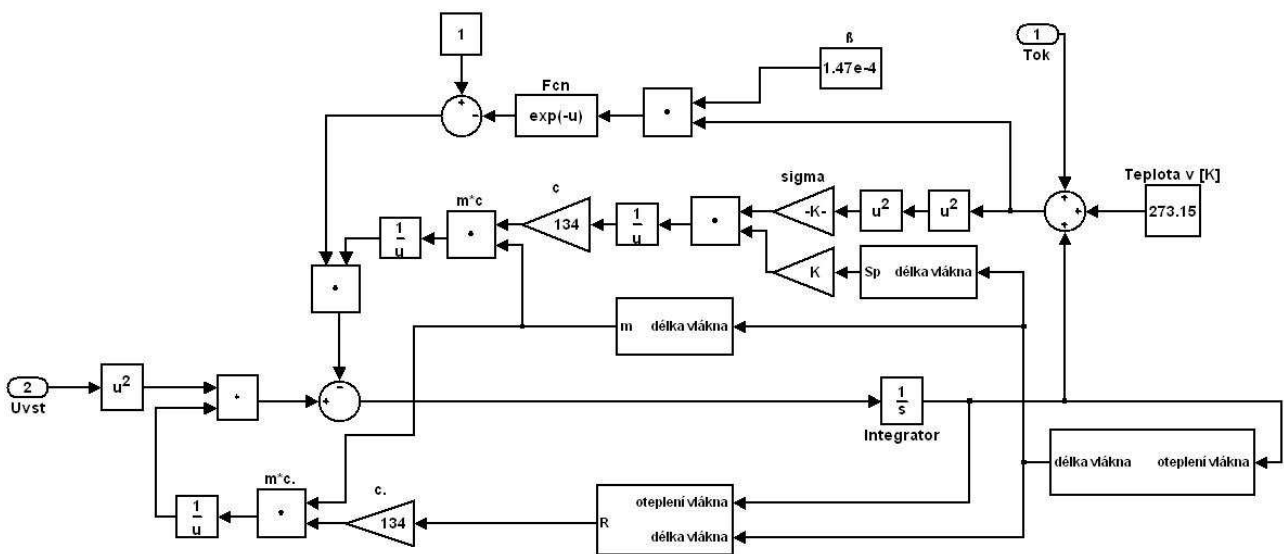 1
ß
1.47e-4
1
Tok
Fcn
exp(-u)
+
-
•
Teplota v [K]
273.15
+
+
+
sigma
-K-
u²
u²
c
134
1
u
•
m*c
•
1
u
K
Sp délka vlákna
•
m délka vlákna
2
Uvst
u²
•
+
-
1
s
Integrator
délka vlákna oteplení vlákna
m*c.
•
1
u
c.
134
oteplení vlákna
R
délka vlákna